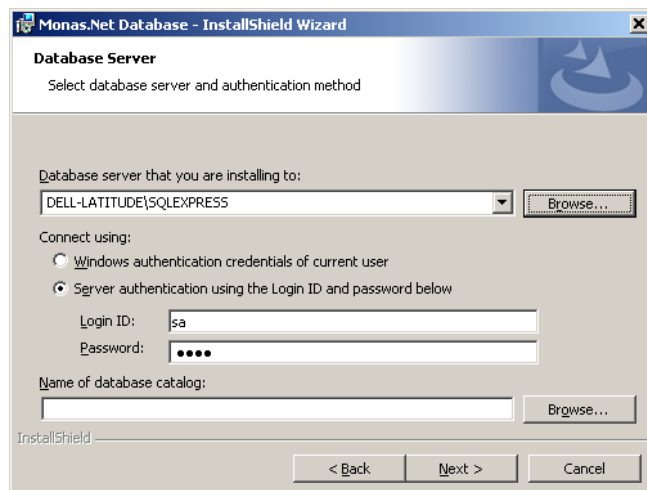 Monas.Net Database - InstallShield Wizard
Database Server
Select database server and authentication method
Database server that you are installing to:
DELL-LATITUDE\SQLEXPRESS
Browse...
Connect using:
Windows authentication credentials of current user
Server authentication using the Login ID and password below
Login ID: sa
Password: ••••
Name of database catalog:
Browse...
InstallShield
< Back Next > Cancel